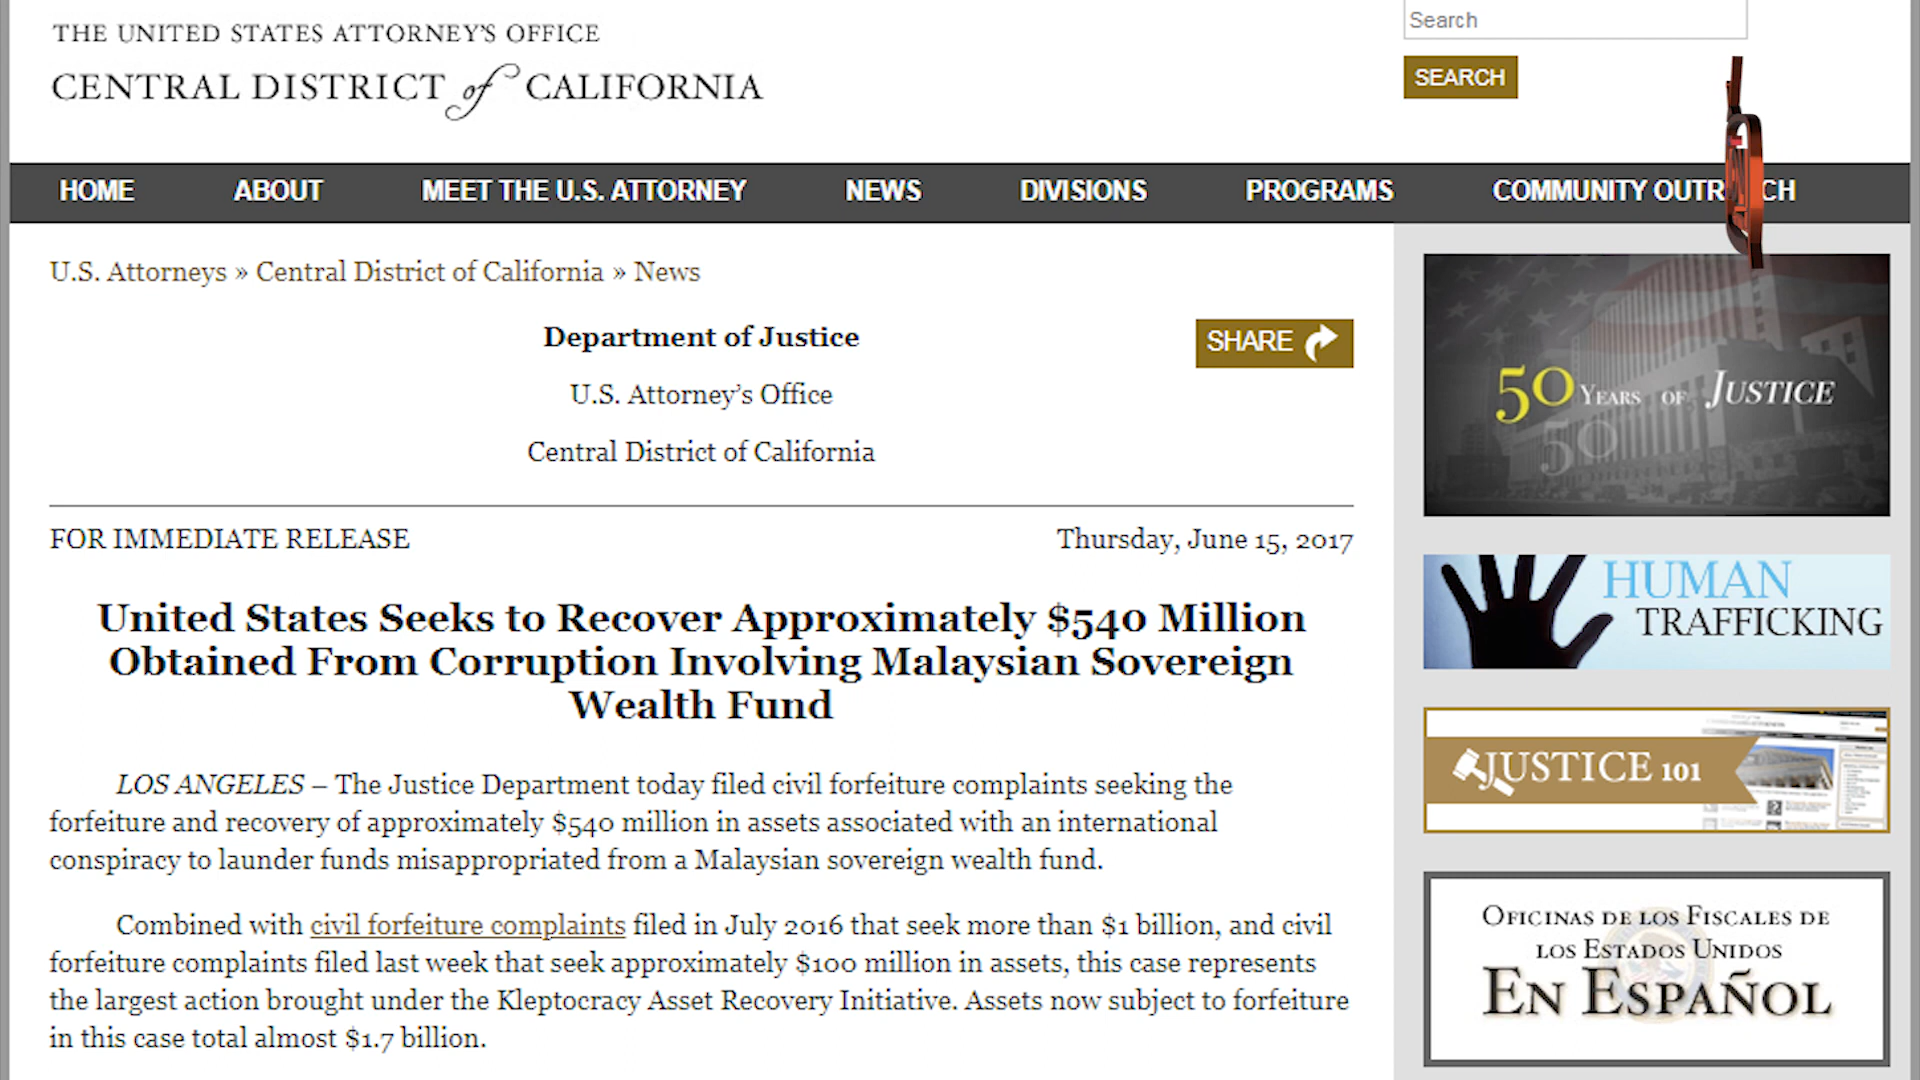 THE UNITED STATES ATTORNEY'S OFFICE
CENTRAL DISTRICT of CALIFORNIA
Search
SEARCH
HOME ABOUT MEET THE U.S. ATTORNEY NEWS DIVISIONS PROGRAMS COMMUNITY
U.S. Attorneys » Central District of California » News
Department of Justice
SHARE
U.S. Attorney's Office
Central District of California
FOR IMMEDIATE RELEASE Thursday, June 15, 2017
United States Seeks to Recover Approximately $540 Million
Obtained From Corruption Involving Malaysian Sovereign
Wealth Fund
LOS ANGELES – The Justice Department today filed civil forfeiture complaints seeking the
forfeiture and recovery of approximately $540 million in assets associated with an international
conspiracy to launder funds misappropriated from a Malaysian sovereign wealth fund.
Combined with civil forfeiture complaints filed in July 2016 that seek more than $1 billion, and civil
forfeiture complaints filed last week that seek approximately $100 million in assets, this case represents
the largest action brought under the Kleptocracy Asset Recovery Initiative. Assets now subject to forfeiture
in this case total almost $1.7 billion.
50 YEARS OF JUSTICE
50
HUMAN
TRAFFICKING
JUSTICE 101
OFICINAS DE LOS FISCALES DE
LOS ESTADOS UNIDOS
EN ESPAÑOL